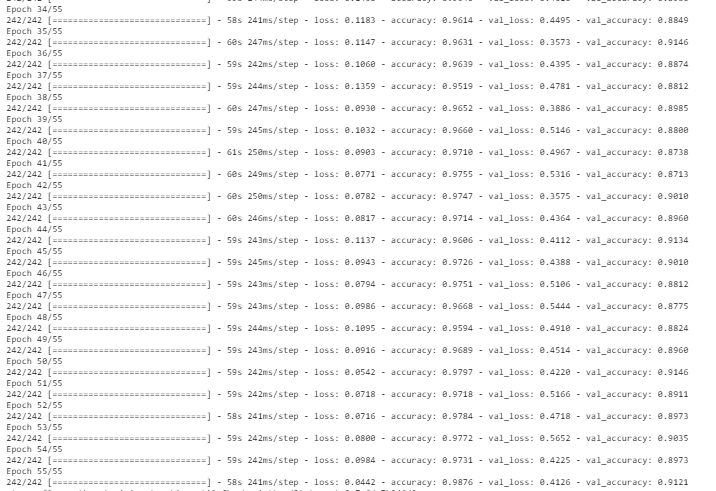 Epoch 34/55
242/242 [==============================] - 58s 241ms/step - loss: 0.1183 - accuracy: 0.9614 - val_loss: 0.4495 - val_accuracy: 0.8849
Epoch 35/55
242/242 [==============================] - 60s 247ms/step - loss: 0.1147 - accuracy: 0.9631 - val_loss: 0.3573 - val_accuracy: 0.9146
Epoch 36/55
242/242 [==============================] - 59s 242ms/step - loss: 0.1060 - accuracy: 0.9639 - val_loss: 0.4395 - val_accuracy: 0.8874
Epoch 37/55
242/242 [==============================] - 59s 244ms/step - loss: 0.1359 - accuracy: 0.9519 - val_loss: 0.4781 - val_accuracy: 0.8812
Epoch 38/55
242/242 [==============================] - 60s 247ms/step - loss: 0.0930 - accuracy: 0.9652 - val_loss: 0.3886 - val_accuracy: 0.8985
Epoch 39/55
242/242 [==============================] - 59s 245ms/step - loss: 0.1032 - accuracy: 0.9660 - val_loss: 0.5146 - val_accuracy: 0.8800
Epoch 40/55
242/242 [==============================] - 61s 250ms/step - loss: 0.0903 - accuracy: 0.9710 - val_loss: 0.4967 - val_accuracy: 0.8738
Epoch 41/55
242/242 [==============================] - 60s 249ms/step - loss: 0.0771 - accuracy: 0.9755 - val_loss: 0.5316 - val_accuracy: 0.8713
Epoch 42/55
242/242 [==============================] - 60s 250ms/step - loss: 0.0782 - accuracy: 0.9747 - val_loss: 0.3575 - val_accuracy: 0.9010
Epoch 43/55
242/242 [==============================] - 60s 246ms/step - loss: 0.0817 - accuracy: 0.9714 - val_loss: 0.4364 - val_accuracy: 0.8960
Epoch 44/55
242/242 [==============================] - 59s 243ms/step - loss: 0.1137 - accuracy: 0.9606 - val_loss: 0.4112 - val_accuracy: 0.9134
Epoch 45/55
242/242 [==============================] - 59s 245ms/step - loss: 0.0943 - accuracy: 0.9726 - val_loss: 0.4388 - val_accuracy: 0.9010
Epoch 46/55
242/242 [==============================] - 59s 243ms/step - loss: 0.0794 - accuracy: 0.9751 - val_loss: 0.5106 - val_accuracy: 0.8812
Epoch 47/55
242/242 [==============================] - 59s 243ms/step - loss: 0.0986 - accuracy: 0.9668 - val_loss: 0.5444 - val_accuracy: 0.8775
Epoch 48/55
242/242 [==============================] - 59s 244ms/step - loss: 0.1095 - accuracy: 0.9594 - val_loss: 0.4910 - val_accuracy: 0.8824
Epoch 49/55
242/242 [==============================] - 59s 243ms/step - loss: 0.0916 - accuracy: 0.9689 - val_loss: 0.4514 - val_accuracy: 0.8960
Epoch 50/55
242/242 [==============================] - 59s 242ms/step - loss: 0.0542 - accuracy: 0.9797 - val_loss: 0.4220 - val_accuracy: 0.9146
Epoch 51/55
242/242 [==============================] - 59s 242ms/step - loss: 0.0718 - accuracy: 0.9718 - val_loss: 0.5166 - val_accuracy: 0.8911
Epoch 52/55
242/242 [==============================] - 58s 241ms/step - loss: 0.0716 - accuracy: 0.9784 - val_loss: 0.4718 - val_accuracy: 0.8973
Epoch 53/55
242/242 [==============================] - 59s 242ms/step - loss: 0.0800 - accuracy: 0.9772 - val_loss: 0.5652 - val_accuracy: 0.9035
Epoch 54/55
242/242 [==============================] - 59s 242ms/step - loss: 0.0984 - accuracy: 0.9731 - val_loss: 0.4225 - val_accuracy: 0.8973
Epoch 55/55
242/242 [==============================] - 58s 241ms/step - loss: 0.0442 - accuracy: 0.9876 - val_loss: 0.4126 - val_accuracy: 0.9121